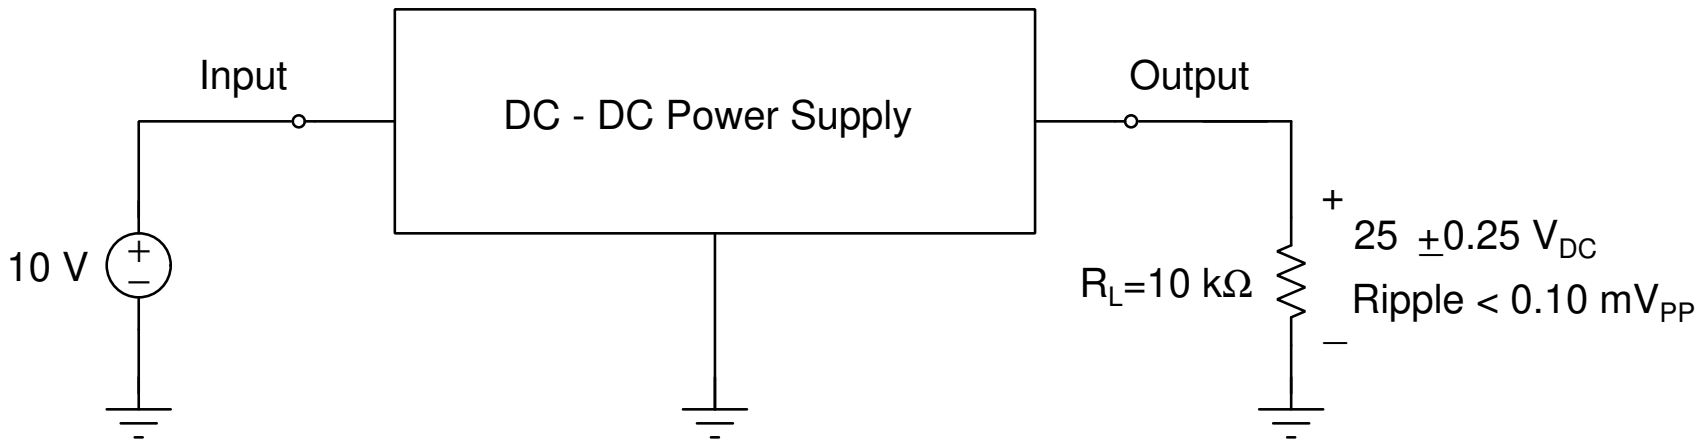 Input
DC - DC Power Supply
Output
10 V
+
−
R_L=10 kΩ
+
25 ±0.25 V_DC
Ripple < 0.10 mV_PP
−